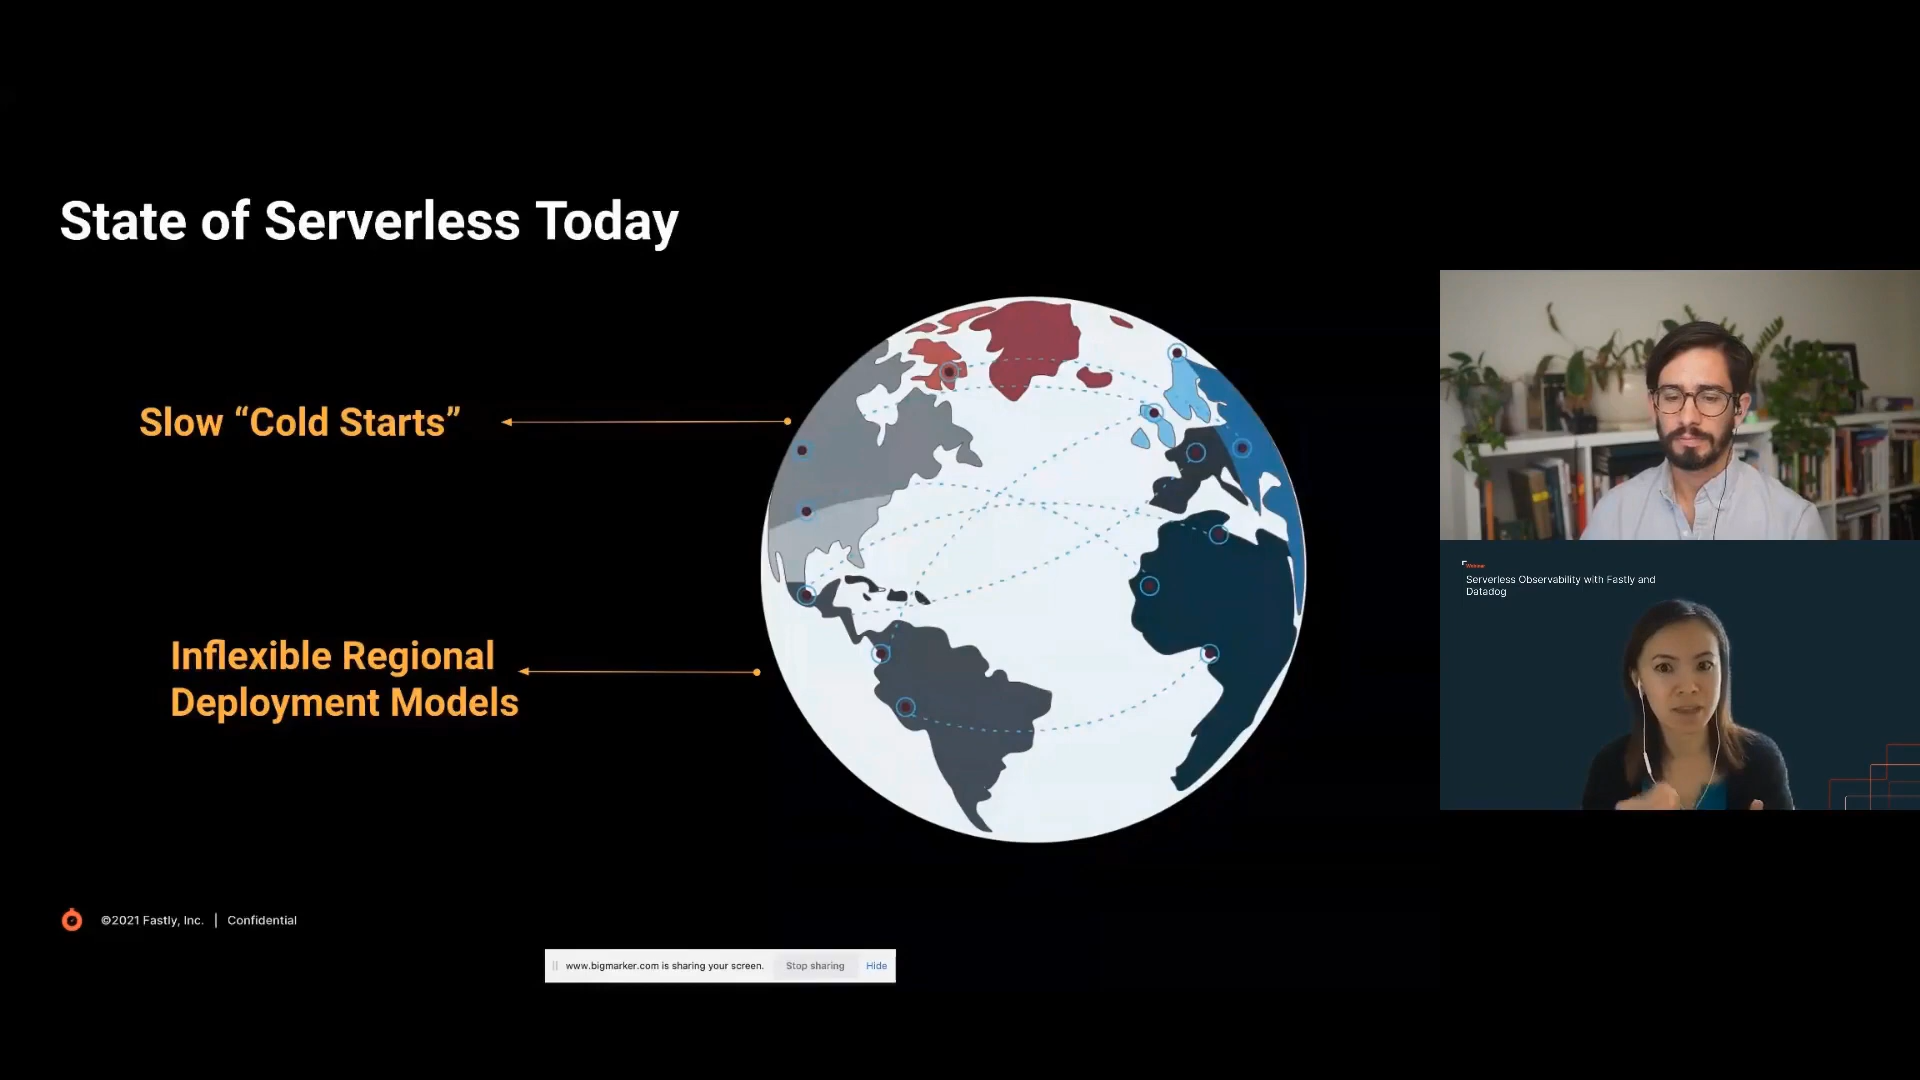 State of Serverless Today
Slow “Cold Starts”
Inflexible Regional
Deployment Models
Webinar
Serverless Observability with Fastly and
Datadog
©2021 Fastly, Inc. | Confidential
www.bigmarker.com is sharing your screen. Stop sharing Hide